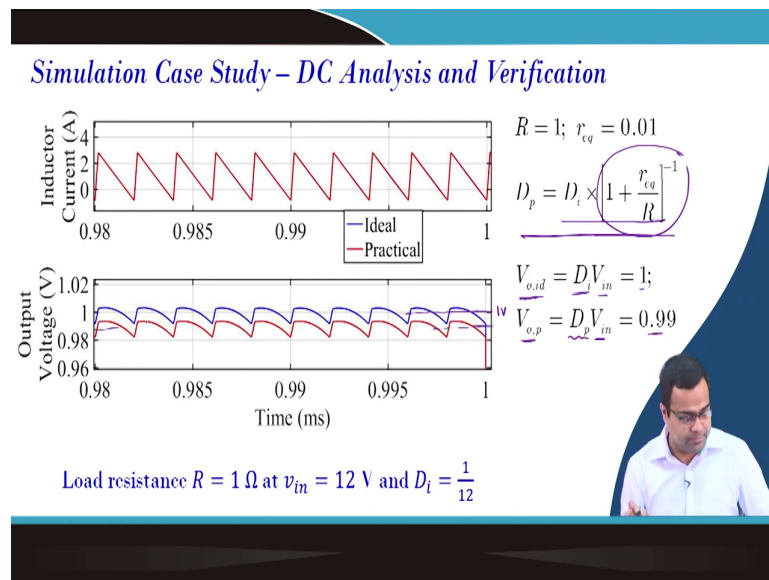 Simulation Case Study – DC Analysis and Verification
Inductor
Current (A)
4
2
0
0.98 0.985 0.99 0.995 1
Ideal
Practical
Output
Voltage (V)
1.02
1
0.98
0.96
0.98 0.985 0.99 0.995 1
Time (ms)
1V
R = 1; r_eq = 0.01
D_p = D_i × [1 + r_eq/R]^-1
V_o,id = D_i V_in = 1;
V_o,p = D_p V_in = 0.99
Load resistance R = 1 Ω at v_in = 12 V and D_i = 1/12